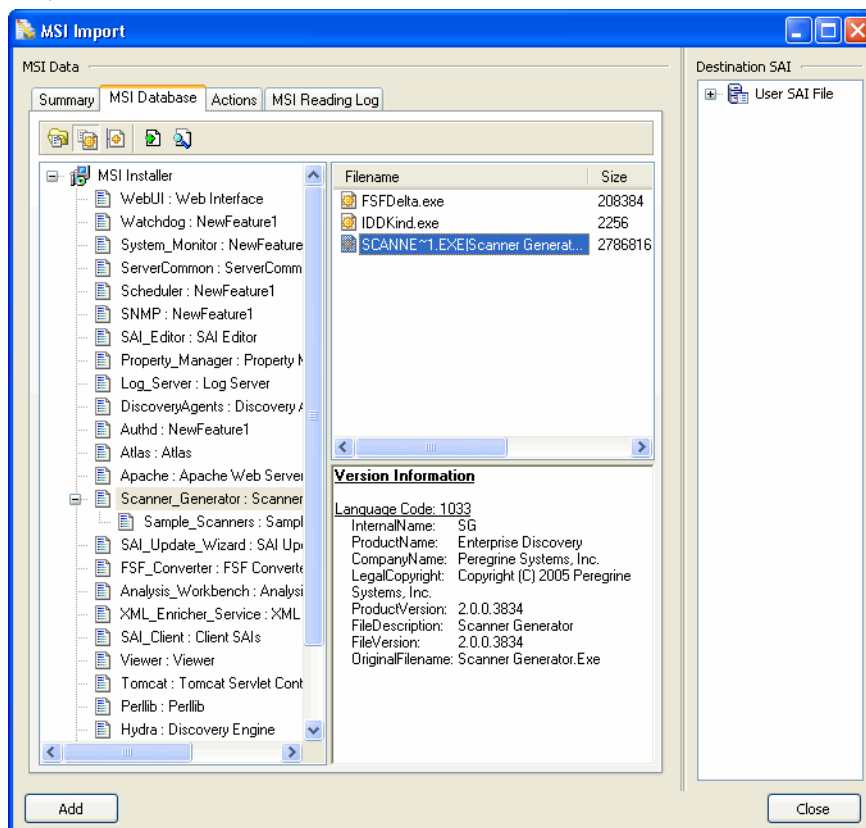 MSI Import
MSI Data
Destination SAI
Summary MSI Database Actions MSI Reading Log
User SAI File
MSI Installer
WebUI : Web Interface
Watchdog : NewFeature1
System_Monitor : NewFeature
ServerCommon : ServerComm
Scheduler : NewFeature1
SNMP : NewFeature1
SAI_Editor : SAI Editor
Property_Manager : Property M
Log_Server : Log Server
DiscoveryAgents : Discovery A
Authd : NewFeature1
Atlas : Atlas
Apache : Apache Web Server
Scanner_Generator : Scanner
Sample_Scanners : Sampl
SAI_Update_Wizard : SAI Up
FSF_Converter : FSF Converte
Analysis_Workbench : Analysi
XML_Enricher_Service : XML
SAI_Client : Client SAIs
Viewer : Viewer
Tomcat : Tomcat Servlet Cont
Perllib : Perllib
Hydra : Discovery Engine
Filename Size
FSFDelta.exe 208384
IDDKind.exe 2256
SCANNE~1.EXE|Scanner Generat... 2786816
Version Information
Language Code: 1033
InternalName: SG
ProductName: Enterprise Discovery
CompanyName: Peregrine Systems, Inc.
LegalCopyright: Copyright (C) 2005 Peregrine
Systems, Inc.
ProductVersion: 2.0.0.3834
FileDescription: Scanner Generator
FileVersion: 2.0.0.3834
OriginalFilename: Scanner Generator.Exe
Add
Close